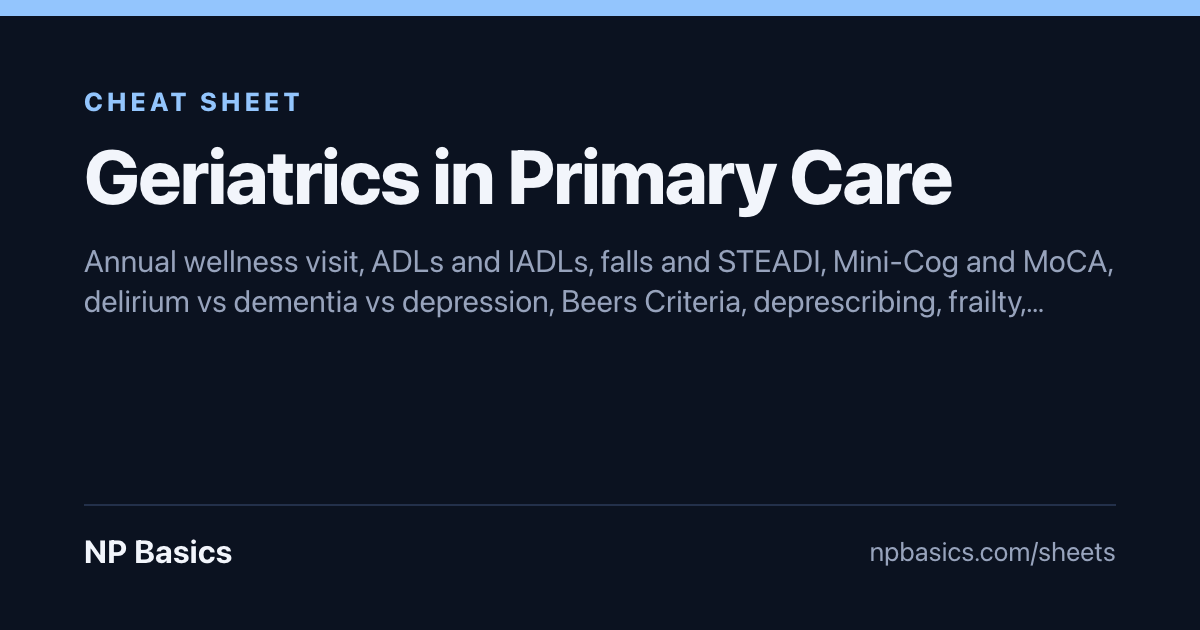 CHEAT SHEET
Geriatrics in Primary Care
Annual wellness visit, ADLs and IADLs, falls and STEADI, Mini-Cog and MoCA,
delirium vs dementia vs depression, Beers Criteria, deprescribing, frailty,...
NP Basics
npbasics.com/sheets